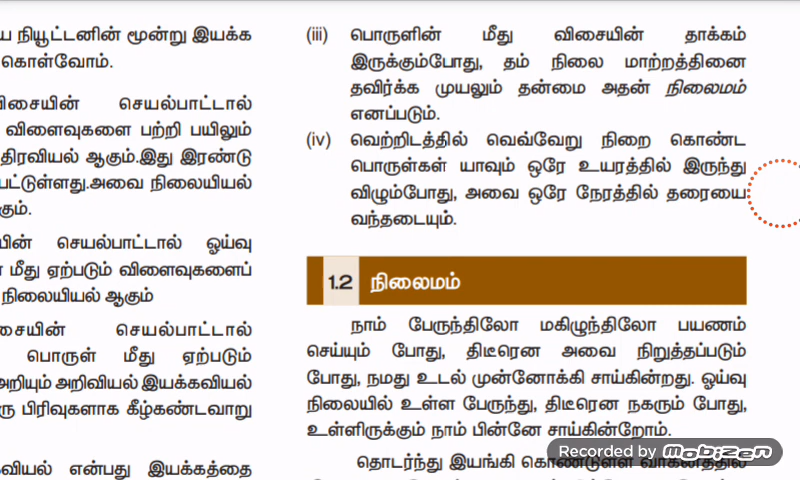 ய நியூட்டனின் மூன்று இயக்க
கொள்வோம்.
விசையின் செயல்பாட்டால்
விளைவுகளை பற்றி பயிலும்
திரவியல் ஆகும்.இது இரண்டு
பட்டுள்ளது.அவை நிலையியல்
கும்.
யின் செயல்பாட்டால் ஓய்வு
மீது ஏற்படும் விளைவுகளைப்
நிலையியல் ஆகும்
சையின் செயல்பாட்டால்
பொருள் மீது ஏற்படும்
அறியும் அறிவியல் இயக்கவியல்
ரு பிரிவுகளாக கீழ்கண்டவாறு
வியல் என்பது இயக்கத்தை
(iii) பொருளின் மீது விசையின் தாக்கம்
இருக்கும்போது, தம் நிலை மாற்றத்தினை
தவிர்க்க முயலும் தன்மை அதன் நிலைமம்
எனப்படும்.
(iv) வெற்றிடத்தில் வெவ்வேறு நிறை கொண்ட
பொருள்கள் யாவும் ஒரே உயரத்தில் இருந்து
விழும்போது, அவை ஒரே நேரத்தில் தரையை
வந்தடையும்.
1.2 நிலைமம்
நாம் பேருந்திலோ மகிழுந்திலோ பயணம்
செய்யும் போது, திடீரென அவை நிறுத்தப்படும்
போது, நமது உடல் முன்னோக்கி சாய்கின்றது. ஓய்வு
நிலையில் உள்ள பேருந்து, திடீரென நகரும் போது,
உள்ளிருக்கும் நாம் பின்னே சாய்கின்றோம்.
தொடர்ந்து இயங்கி கொண்டுள்ள வாகனத்தில்
Recorded by Mobizen